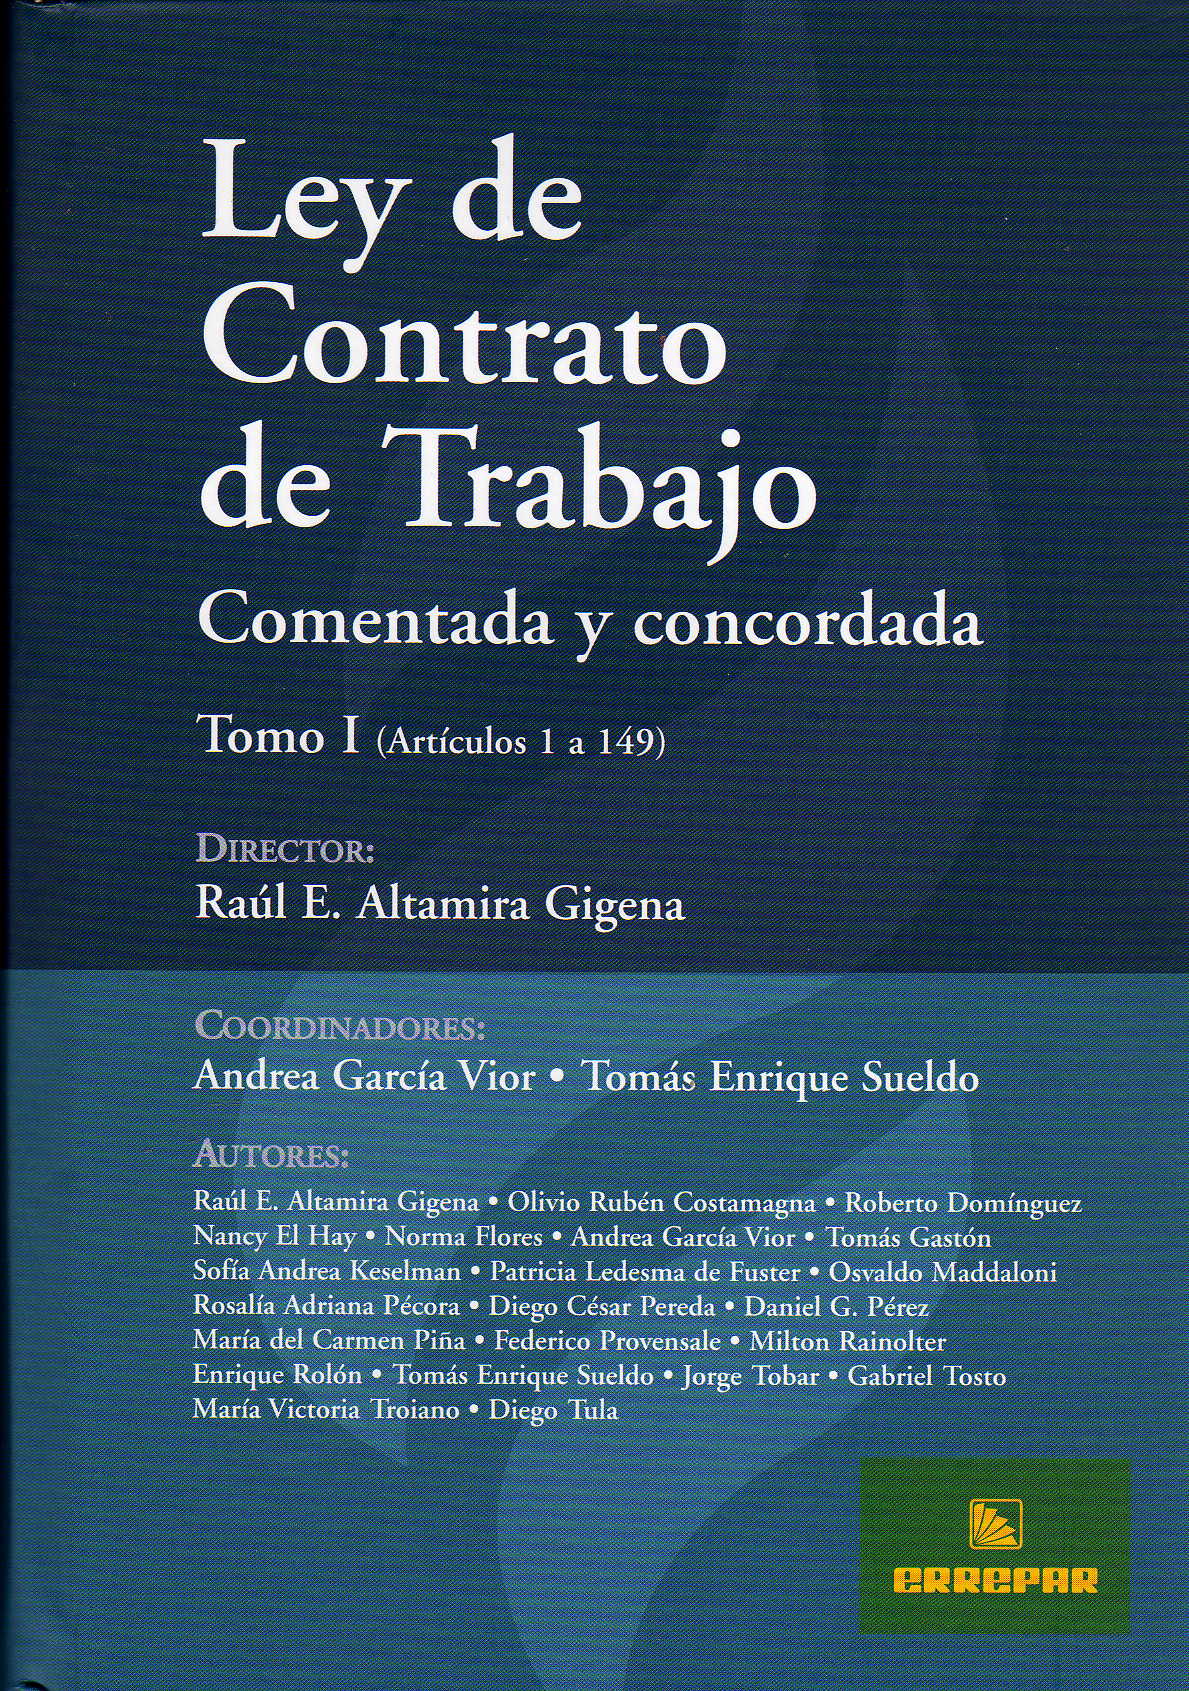 Ley de
Contrato
de Trabajo
Comentada y concordada
Tomo I (Artículos 1 a 149)
DIRECTOR:
Raúl E. Altamira Gigena
COORDINADORES:
Andrea García Vior • Tomás Enrique Sueldo
AUTORES:
Raúl E. Altamira Gigena • Olivio Rubén Costamagna • Roberto Domínguez
Nancy El Hay • Norma Flores • Andrea García Vior • Tomás Gastón
Sofía Andrea Keselman • Patricia Ledesma de Fuster • Osvaldo Maddaloni
Rosalía Adriana Pécora • Diego César Pereda • Daniel G. Pérez
María del Carmen Piña • Federico Provensale • Milton Rainolter
Enrique Rolón • Tomás Enrique Sueldo • Jorge Tobar • Gabriel Tosto
María Victoria Troiano • Diego Tula
ERREPAR